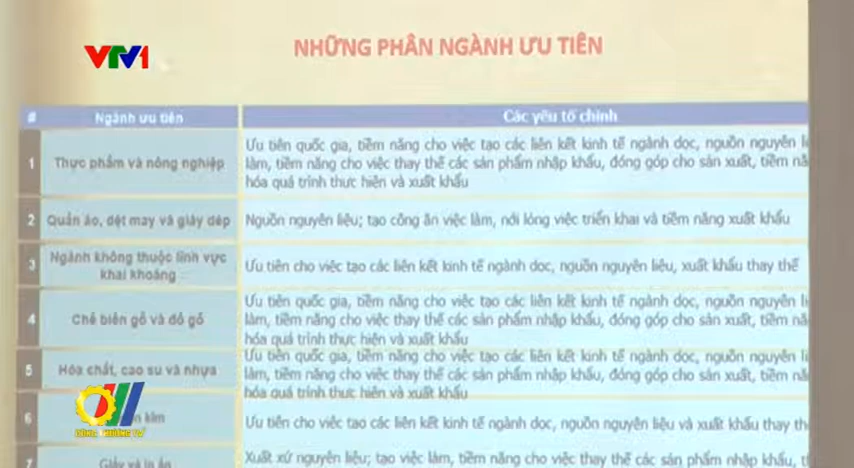 VTV1
NHỮNG PHÂN NGÀNH ƯU TIÊN
# Ngành ưu tiên Các yếu tố chính
1 Thực phẩm và nông nghiệp
Ưu tiên quốc gia, tiềm năng cho việc tạo các liên kết kinh tế ngành dọc, nguồn nguyên
làm, tiềm năng cho việc thay thế các sản phẩm nhập khẩu, đóng góp cho sản xuất, tiềm
hóa quá trình thực hiện và xuất khẩu
2 Quần áo, dệt may và giày dép
Nguồn nguyên liệu; tạo công ăn việc làm, nới lỏng việc triển khai và tiềm năng xuất khẩu
3 Ngành không thuộc lĩnh vực
khai khoáng
Ưu tiên cho việc tạo các liên kết kinh tế ngành dọc, nguồn nguyên liệu, xuất khẩu thay thế
4 Chế biến gỗ và đồ gỗ
Ưu tiên quốc gia, tiềm năng cho việc tạo các liên kết kinh tế ngành dọc, nguồn nguyên
làm, tiềm năng cho việc thay thế các sản phẩm nhập khẩu, đóng góp cho sản xuất, tiềm
hóa quá trình thực hiện và xuất khẩu
5 Hóa chất, cao su và nhựa
Ưu tiên quốc gia, tiềm năng cho việc tạo các liên kết kinh tế ngành dọc, nguồn nguyên
làm, tiềm năng cho việc thay thế các sản phẩm nhập khẩu, đóng góp cho sản xuất, tiềm
hóa quá trình thực hiện và xuất khẩu
6 kim
Ưu tiên cho việc tạo các liên kết kinh tế ngành dọc, nguồn nguyên liệu và xuất khẩu thay
7 Giấy và in ấn
Xuất xứ nguyên liệu; tạo việc làm, tiềm năng cho việc thay thế các sản phẩm nhập khẩu,